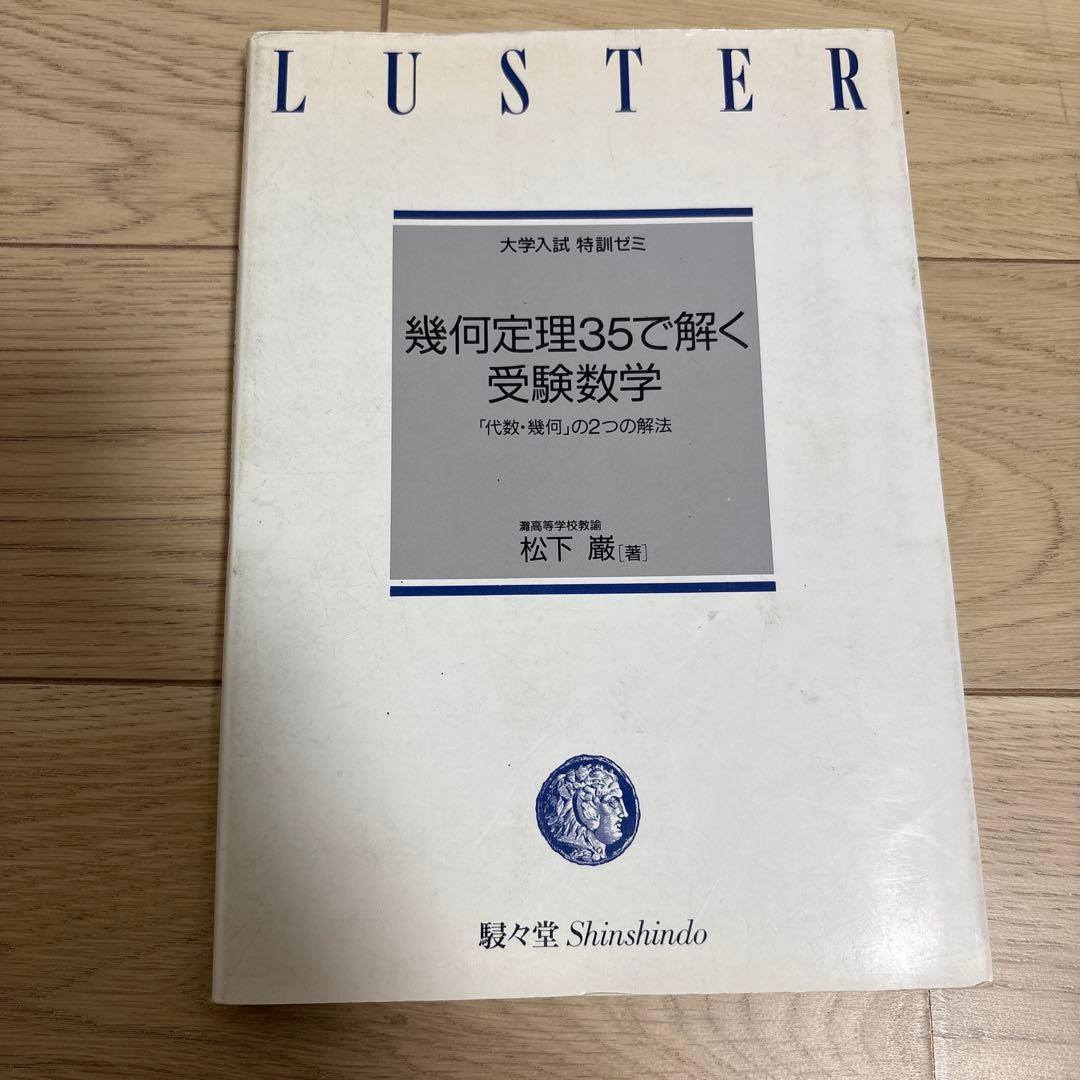 LUSTER
大学入試 特訓ゼミ
幾何定理35で解く
受験数学
「代数・幾何」の2つの解法
灘高等学校教諭
松下 巌[著]
駸々堂 Shinshindo